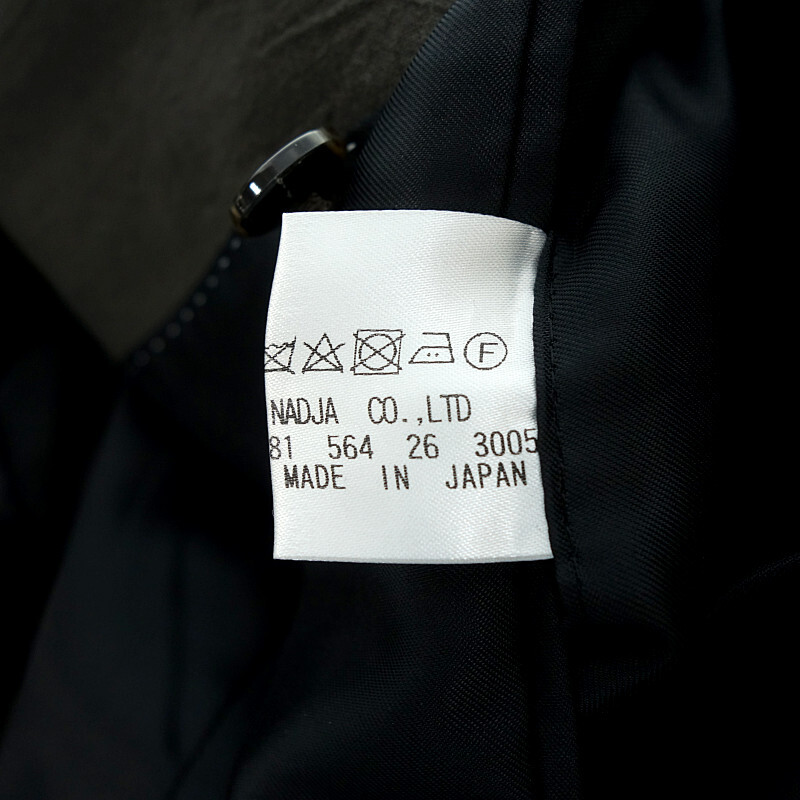 F
NADJA CO.,LTD
81 564 26 3005
MADE IN JAPAN